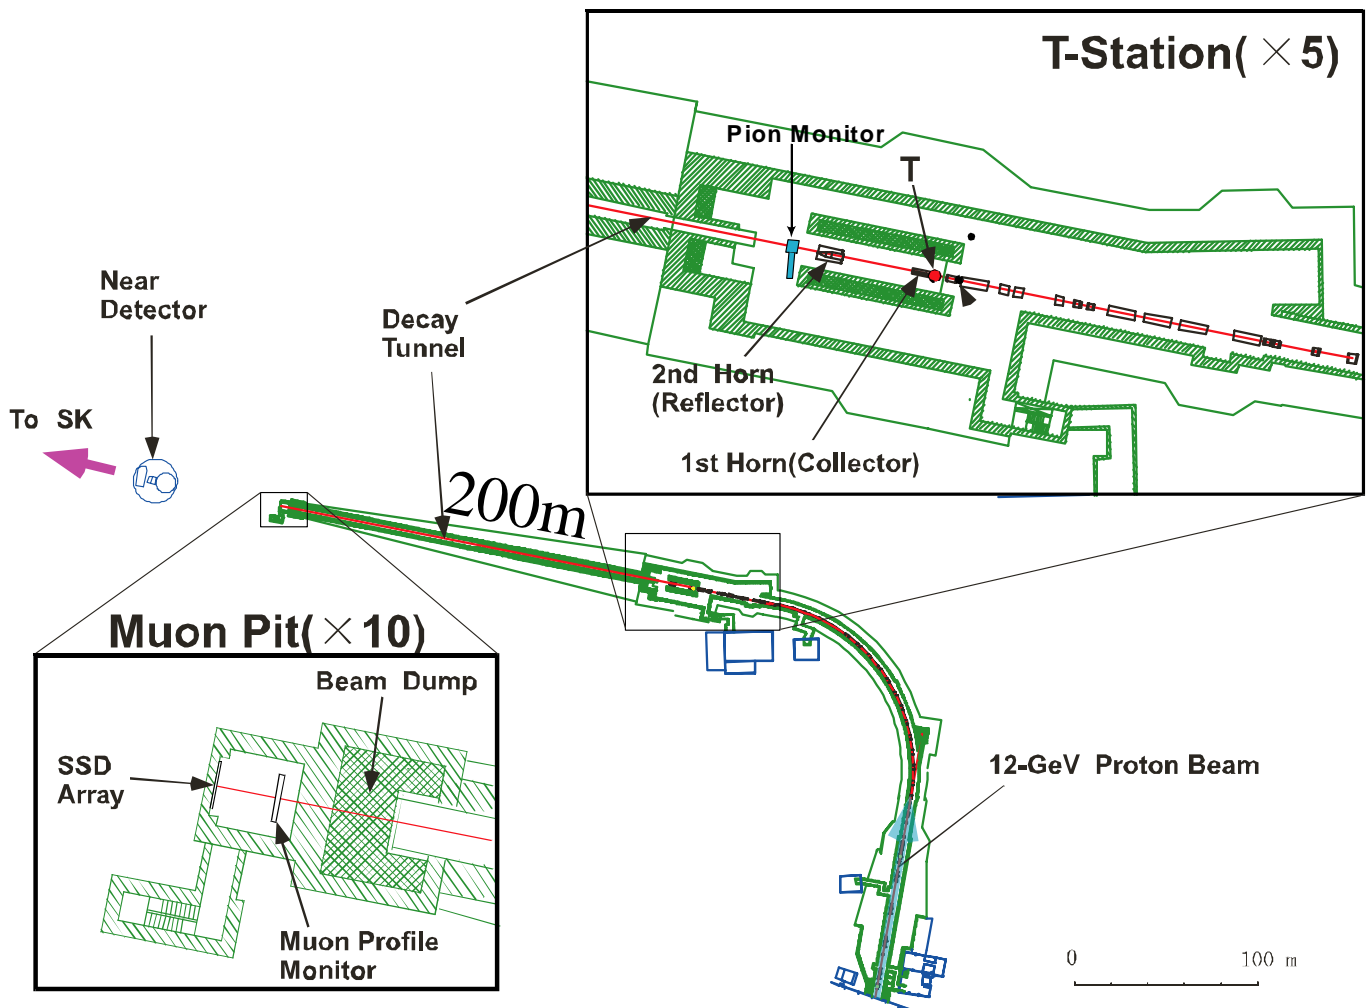 T-Station( × 5)
Pion Monitor
T
Near
Detector
Decay
Tunnel
2nd Horn
(Reflector)
To SK
1st Horn(Collector)
200m
Muon Pit( × 10)
Beam Dump
SSD
Array
12-GeV Proton Beam
Muon Profile
Monitor
0 100 m